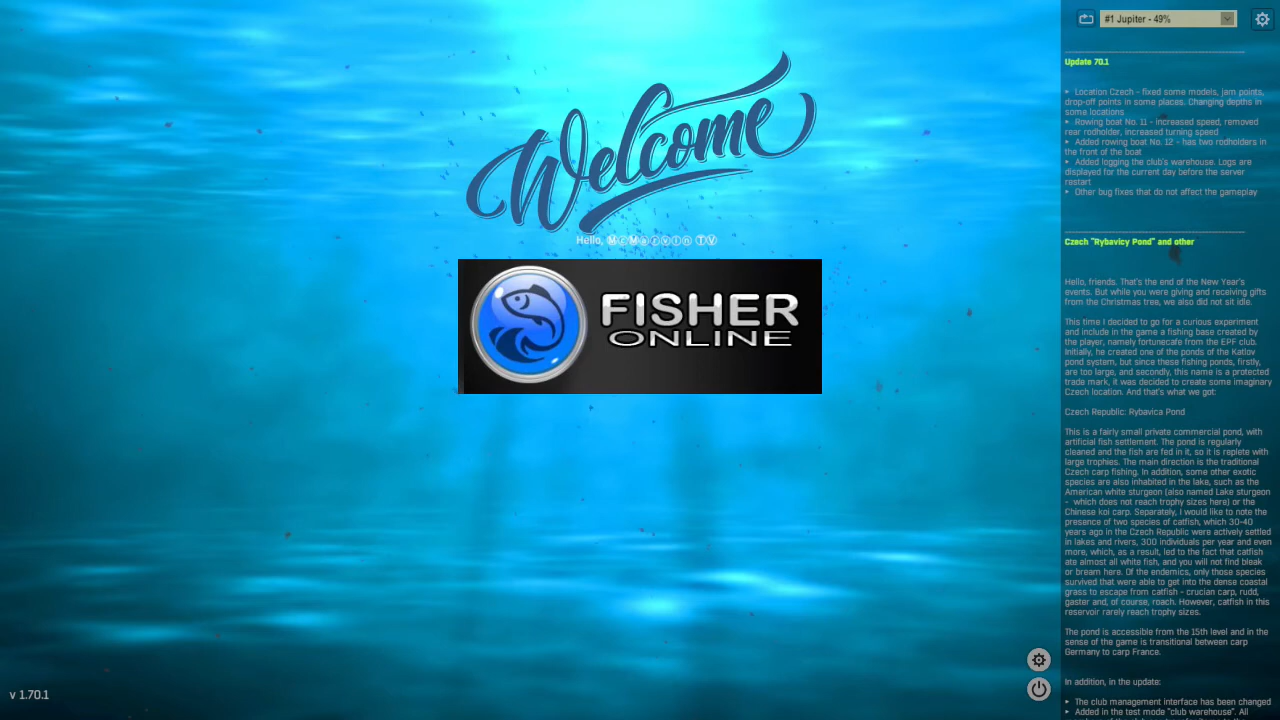 #1 Jupiter - 49%
Welcome
Hello, ⓂⓒⓂⓐⓡⓥⓘⓝ ⓉⓋ
FISHER
ONLINE
v 1.70.1
Update 70.1
▸ Location Czech - fixed some models, jam points,
drop-off points in some places. Changing depths in
some locations
▸ Rowing boat No. 11 - increased speed, removed
rear rodholder, increased turning speed
▸ Added rowing boat No. 12 - has two rodholders in
the front of the boat
▸ Added logging the club's warehouse. Logs are
displayed for the current day before the server
restart
▸ Other bug fixes that do not affect the gameplay
Czech "Rybavicy Pond" and other
Hello, friends. That's the end of the New Year's
events. But while you were giving and receiving gifts
from the Christmas tree, we also did not sit idle.
This time I decided to go for a curious experiment
and include in the game a fishing base created by
the player, namely fortunecafe from the EPF club.
Initially, he created one of the ponds of the Katlov
pond system, but since these fishing ponds, firstly,
are too large, and secondly, this name is a protected
trade mark, it was decided to create some imaginary
Czech location. And that's what we got:
Czech Republic: Rybavica Pond
This is a fairly small private commercial pond, with
artificial fish settlement. The pond is regularly
cleaned and the fish are fed in it, so it is replete with
large trophies. The main direction is the traditional
Czech carp fishing. In addition, some other exotic
species are also inhabited in the lake, such as the
American white sturgeon (also named Lake sturgeon
- which does not reach trophy sizes here) or the
Chinese koi carp. Separately, I would like to note the
presence of two species of catfish, which 30-40
years ago in the Czech Republic were actively settled
in lakes and rivers, 300 individuals per year and even
more, which, as a result, led to the fact that catfish
ate almost all white fish, and you will not find bleak
or bream here. Of the endemics, only those species
survived that were able to get into the dense coastal
grass to escape from catfish - crucian carp, rudd,
gaster and, of course, roach. However, catfish in this
reservoir rarely reach trophy sizes.
The pond is accessible from the 15th level and in the
sense of the game is transitional between carp
Germany to carp France.
In addition, in the update:
▸ The club management interface has been changed
▸ Added in the test mode "club warehouse". All